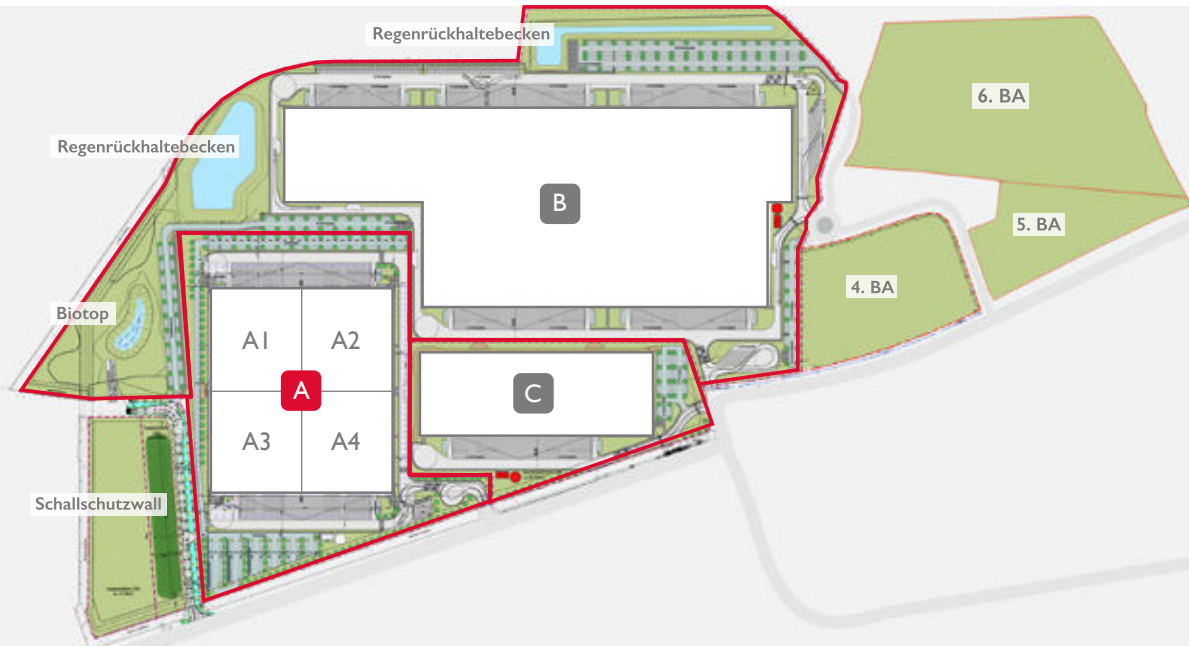 Regenrückhaltebecken
6. BA
Regenrückhaltebecken
B
5. BA
4. BA
Biotop
A1
A2
A
C
A3
A4
Schallschutzwall